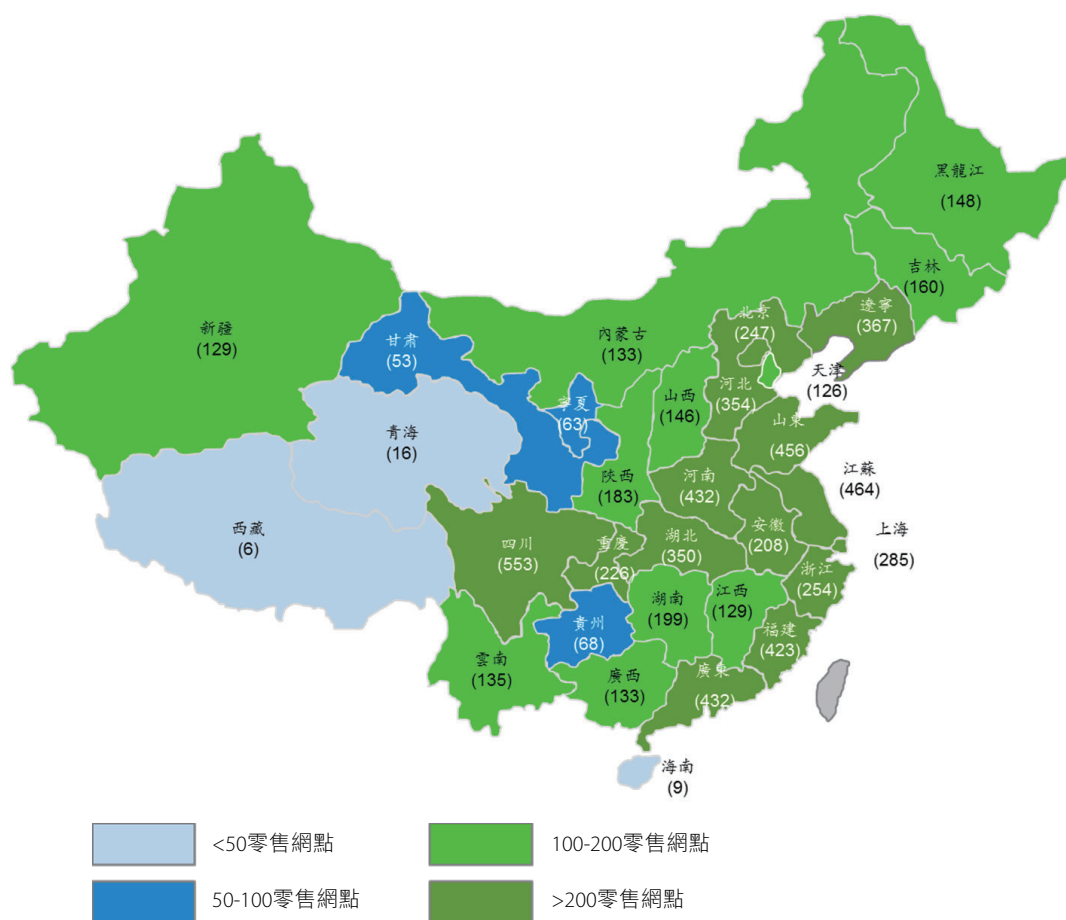 黑龍江
(148)
吉林
(160)
遼寧
(367)
北京
(247)
新疆
(129)
內蒙古
(133)
甘肅
(53)
天津
(126)
河北
(354)
山西
(146)
寧夏
(63)
山東
(456)
青海
(16)
江蘇
(464)
陝西
(183)
河南
(432)
西藏
(6)
上海
(285)
安徽
(208)
四川
(553)
重慶
(226)
湖北
(350)
浙江
(254)
湖南
(199)
江西
(129)
貴州
(68)
福建
(423)
雲南
(135)
廣西
(133)
廣東
(432)
海南
(9)
<50零售網點
100-200零售網點
50-100零售網點
>200零售網點